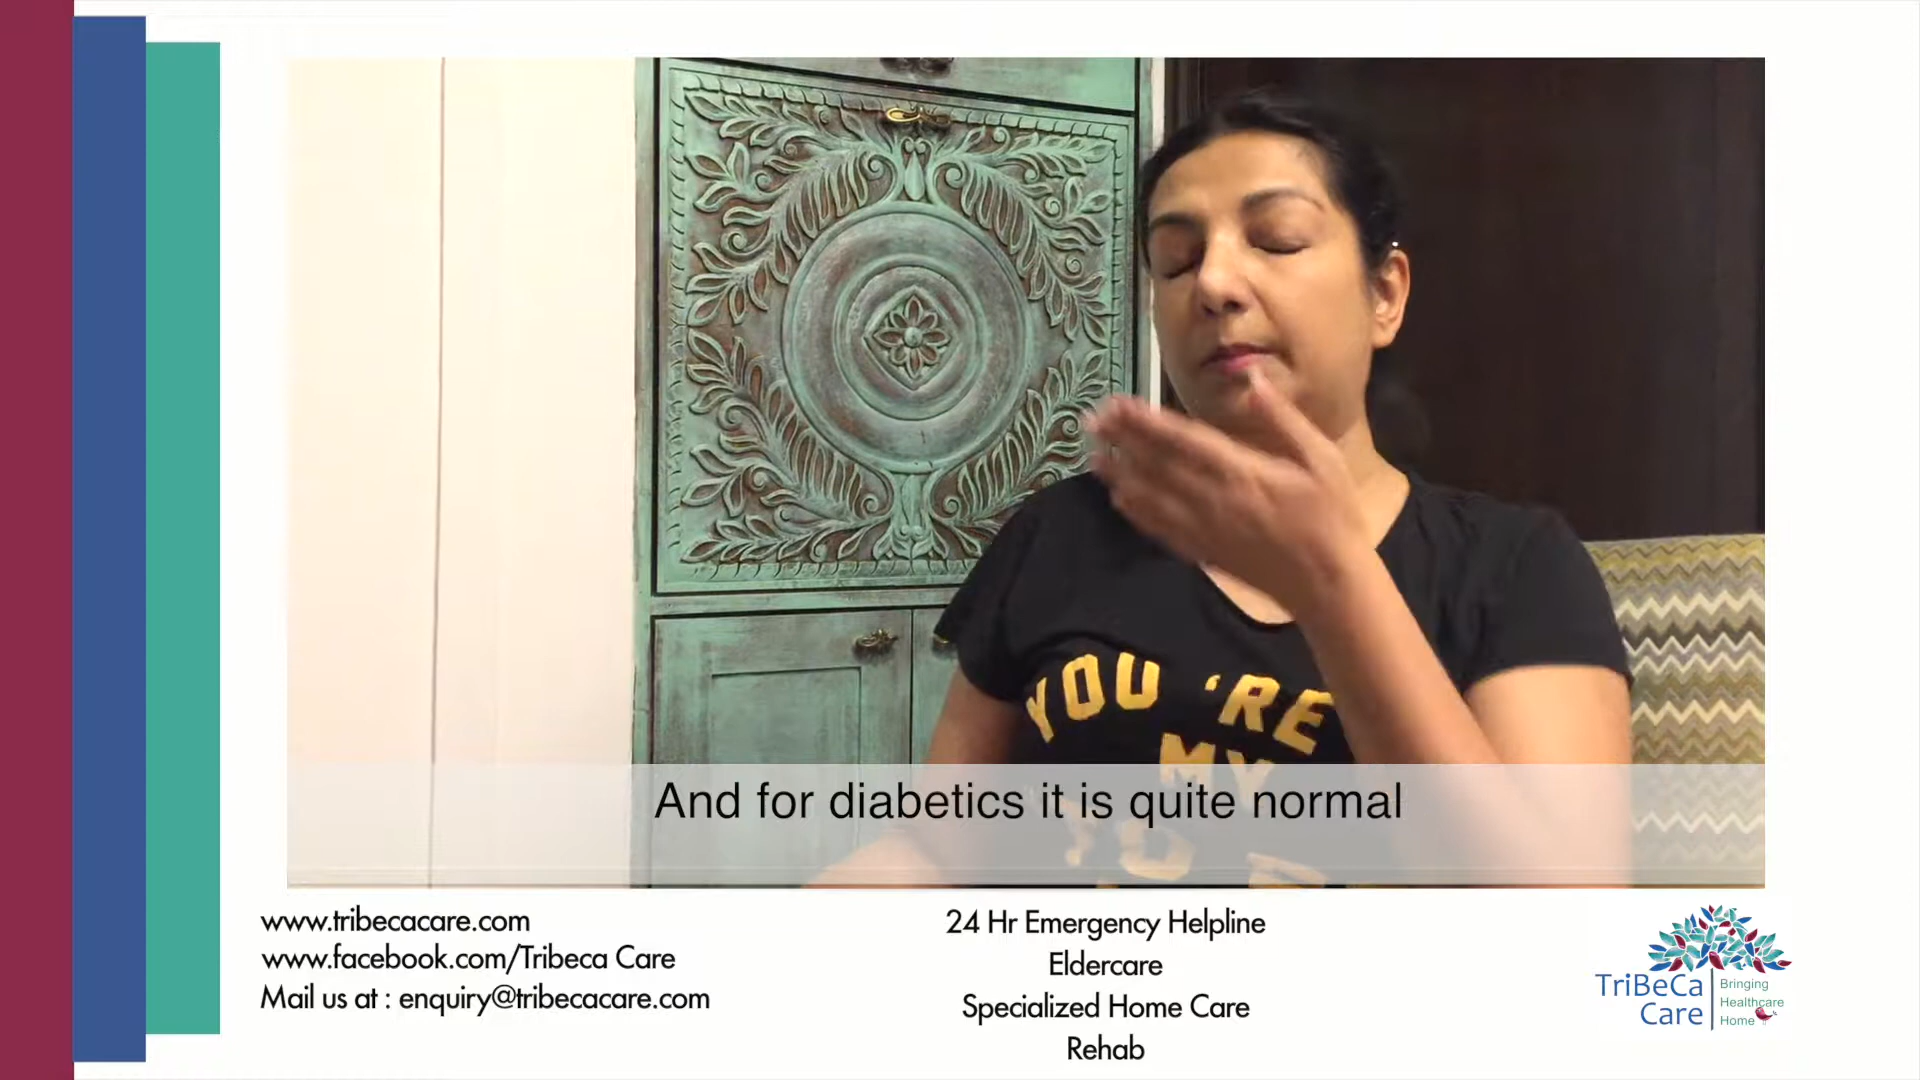 YOU 'RE
MY
And for diabetics it is quite normal
www.tribecacare.com
www.facebook.com/Tribeca Care
Mail us at : enquiry@tribecacare.com
24 Hr Emergency Helpline
Eldercare
Specialized Home Care
Rehab
TriBeCa
Care
Bringing
Healthcare
Home